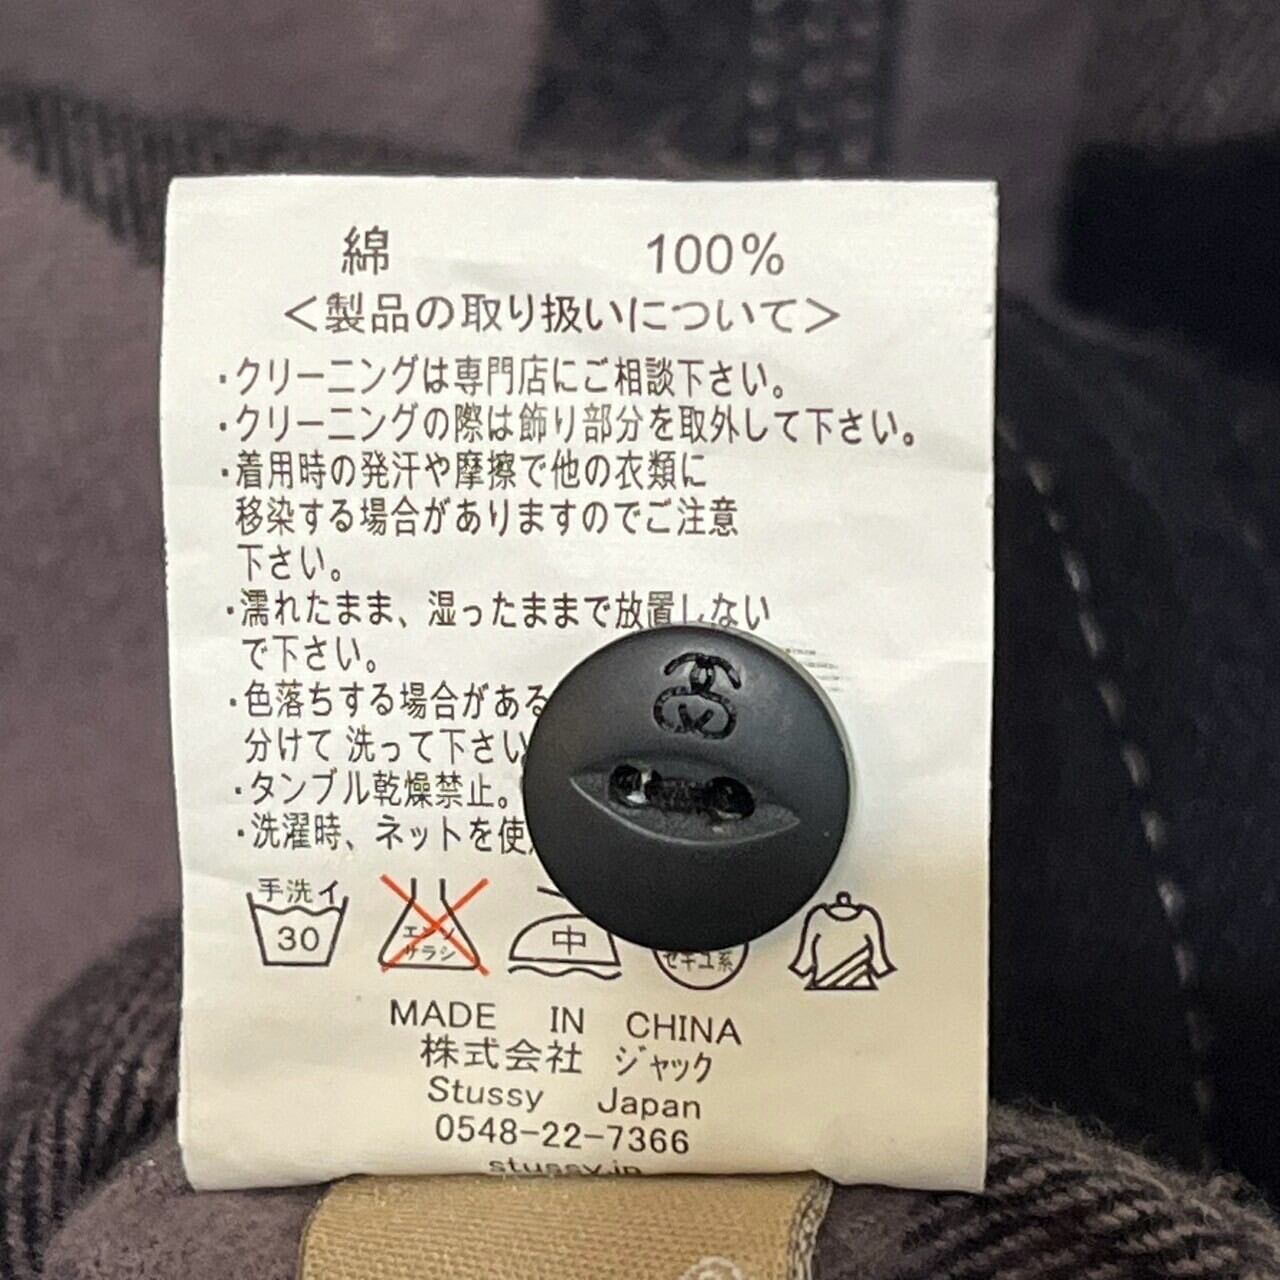 綿 100%
＜製品の取り扱いについて＞
・クリーニングは専門店にご相談下さい。
・クリーニングの際は飾り部分を取外して下さい。
・着用時の発汗や摩擦で他の衣類に
移染する場合がありますのでご注意
下さい。
・濡れたまま、湿ったままで放置しない
で下さい。
・色落ちする場合がある
分けて 洗って下さい
・タンブル乾燥禁止。
・洗濯時、ネットを使
手洗イ
30
エンソ
サラシ
中
セキユ系
MADE IN CHINA
株式会社 ジャック
Stussy Japan
0548-22-7366
stussy.jp